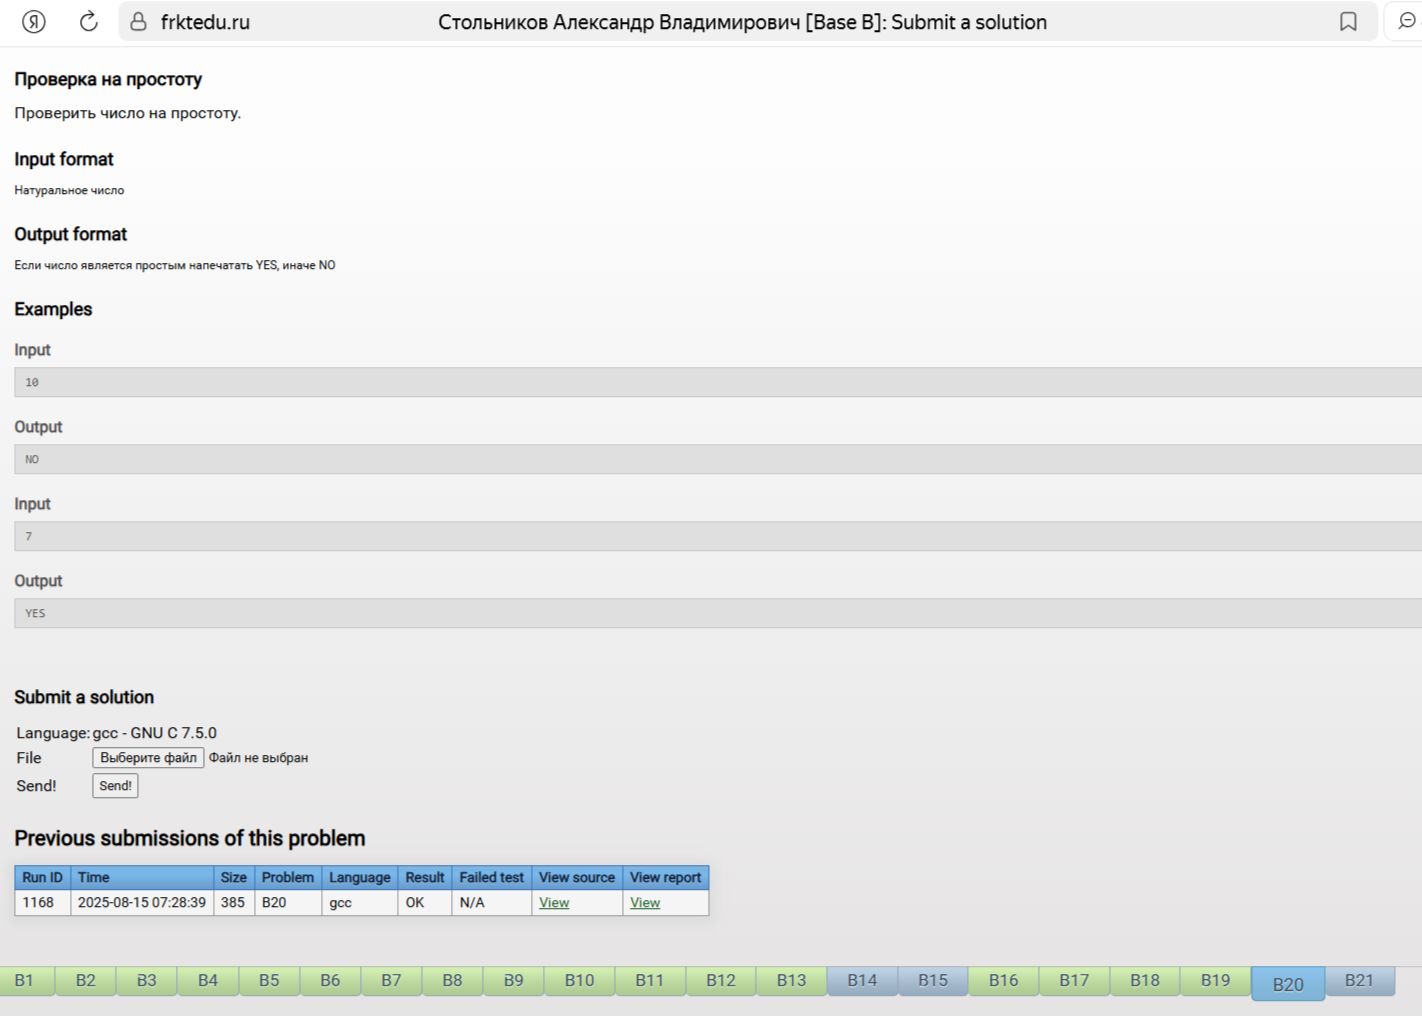 frktedu.ru Стольников Александр Владимирович [Base B]: Submit a solution
Проверка на простоту
Проверить число на простоту.
Input format
Натуральное число
Output format
Если число является простым напечатать YES, иначе NO
Examples
Input
10
Output
NO
Input
7
Output
YES
Submit a solution
Language: gcc - GNU C 7.5.0
File Выберите файл Файл не выбран
Send! Send!
Previous submissions of this problem
Run ID Time Size Problem Language Result Failed test View source View report
1168 2025-08-15 07:28:39 385 B20 gcc OK N/A View View
B1 B2 B3 B4 B5 B6 B7 B8 B9 B10 B11 B12 B13 B14 B15 B16 B17 B18 B19 B20 B21